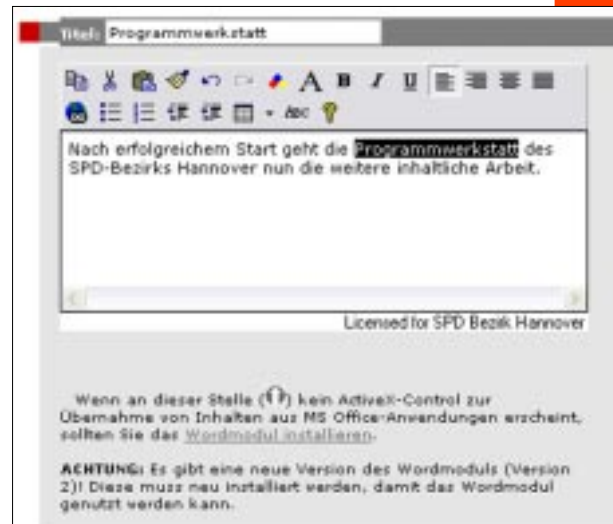 Titel: Programmwerkstatt
A B I U
ABC
Nach erfolgreichem Start geht die Programmwerkstatt des
SPD-Bezirks Hannover nun die weitere inhaltliche Arbeit.
Licensed for SPD Bezirk Hannover
Wenn an dieser Stelle () kein ActiveX-Control zur
Übernahme von Inhalten aus MS Office-Anwendungen erscheint,
sollten Sie das Wordmodul installieren.
ACHTUNG: Es gibt eine neue Version des Wordmoduls (Version
2)! Diese muss neu installiert werden, damit das Wordmodul
genutzt werden kann.